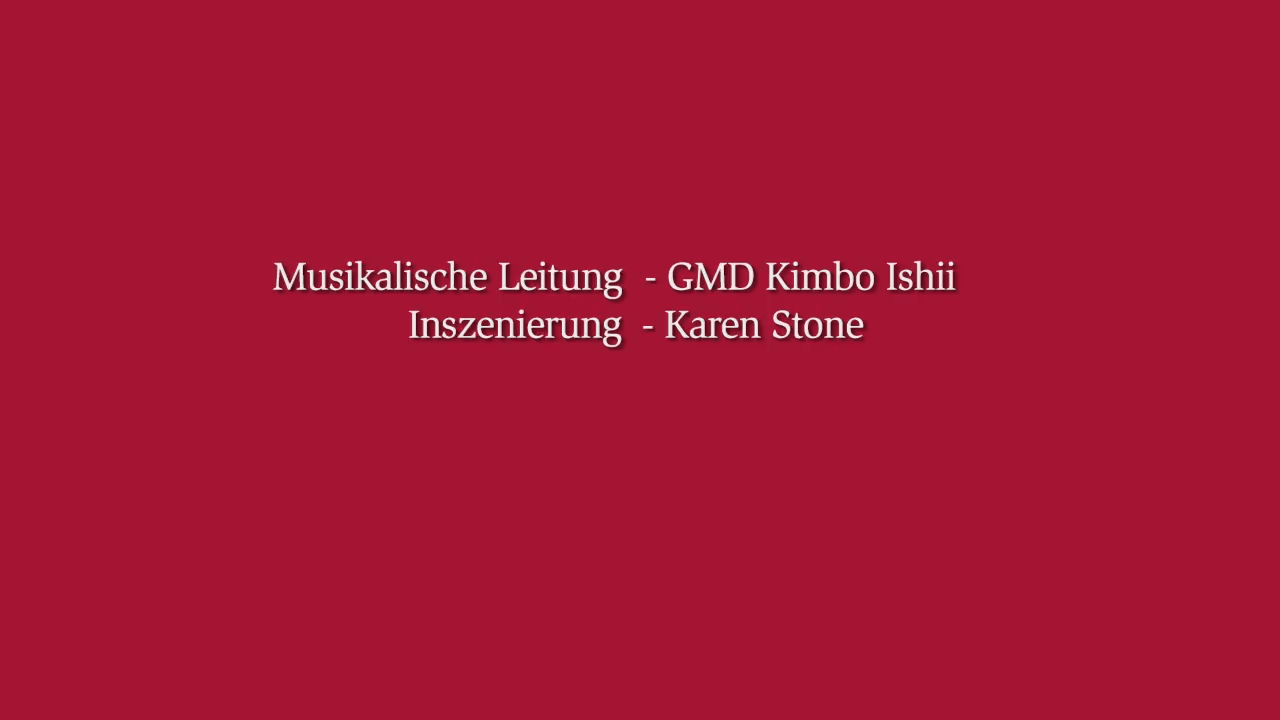 Musikalische Leitung - GMD Kimbo Ishii
Inszenierung - Karen Stone